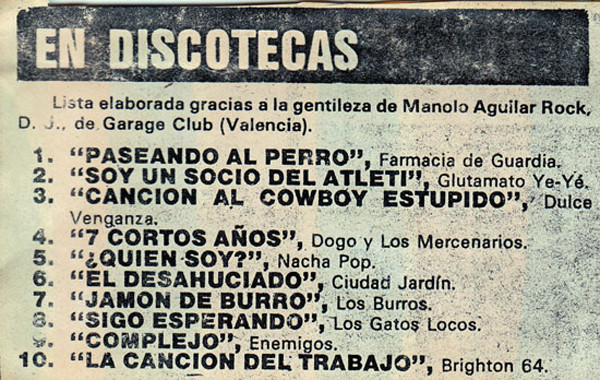 EN DISCOTECAS
Lista elaborada gracias a la gentileza de Manolo Aguilar Rock,
D. J., de Garage Club (Valencia).
1. “PASEANDO AL PERRO”, Farmacia de Guardia.
2. “SOY UN SOCIO DEL ATLETI”, Glutamato Ye-Yé.
3. “CANCION AL COWBOY ESTUPIDO”, Dulce
Venganza.
4. “7 CORTOS AÑOS”, Dogo y Los Mercenarios.
5. “¿QUIEN SOY?”, Nacha Pop.
6. “EL DESAHUCIADO”, Ciudad Jardín.
7. “JAMON DE BURRO”, Los Burros.
8. “SIGO ESPERANDO”, Los Gatos Locos.
9. “COMPLEJO”, Enemigos.
10. “LA CANCION DEL TRABAJO”, Brighton 64.